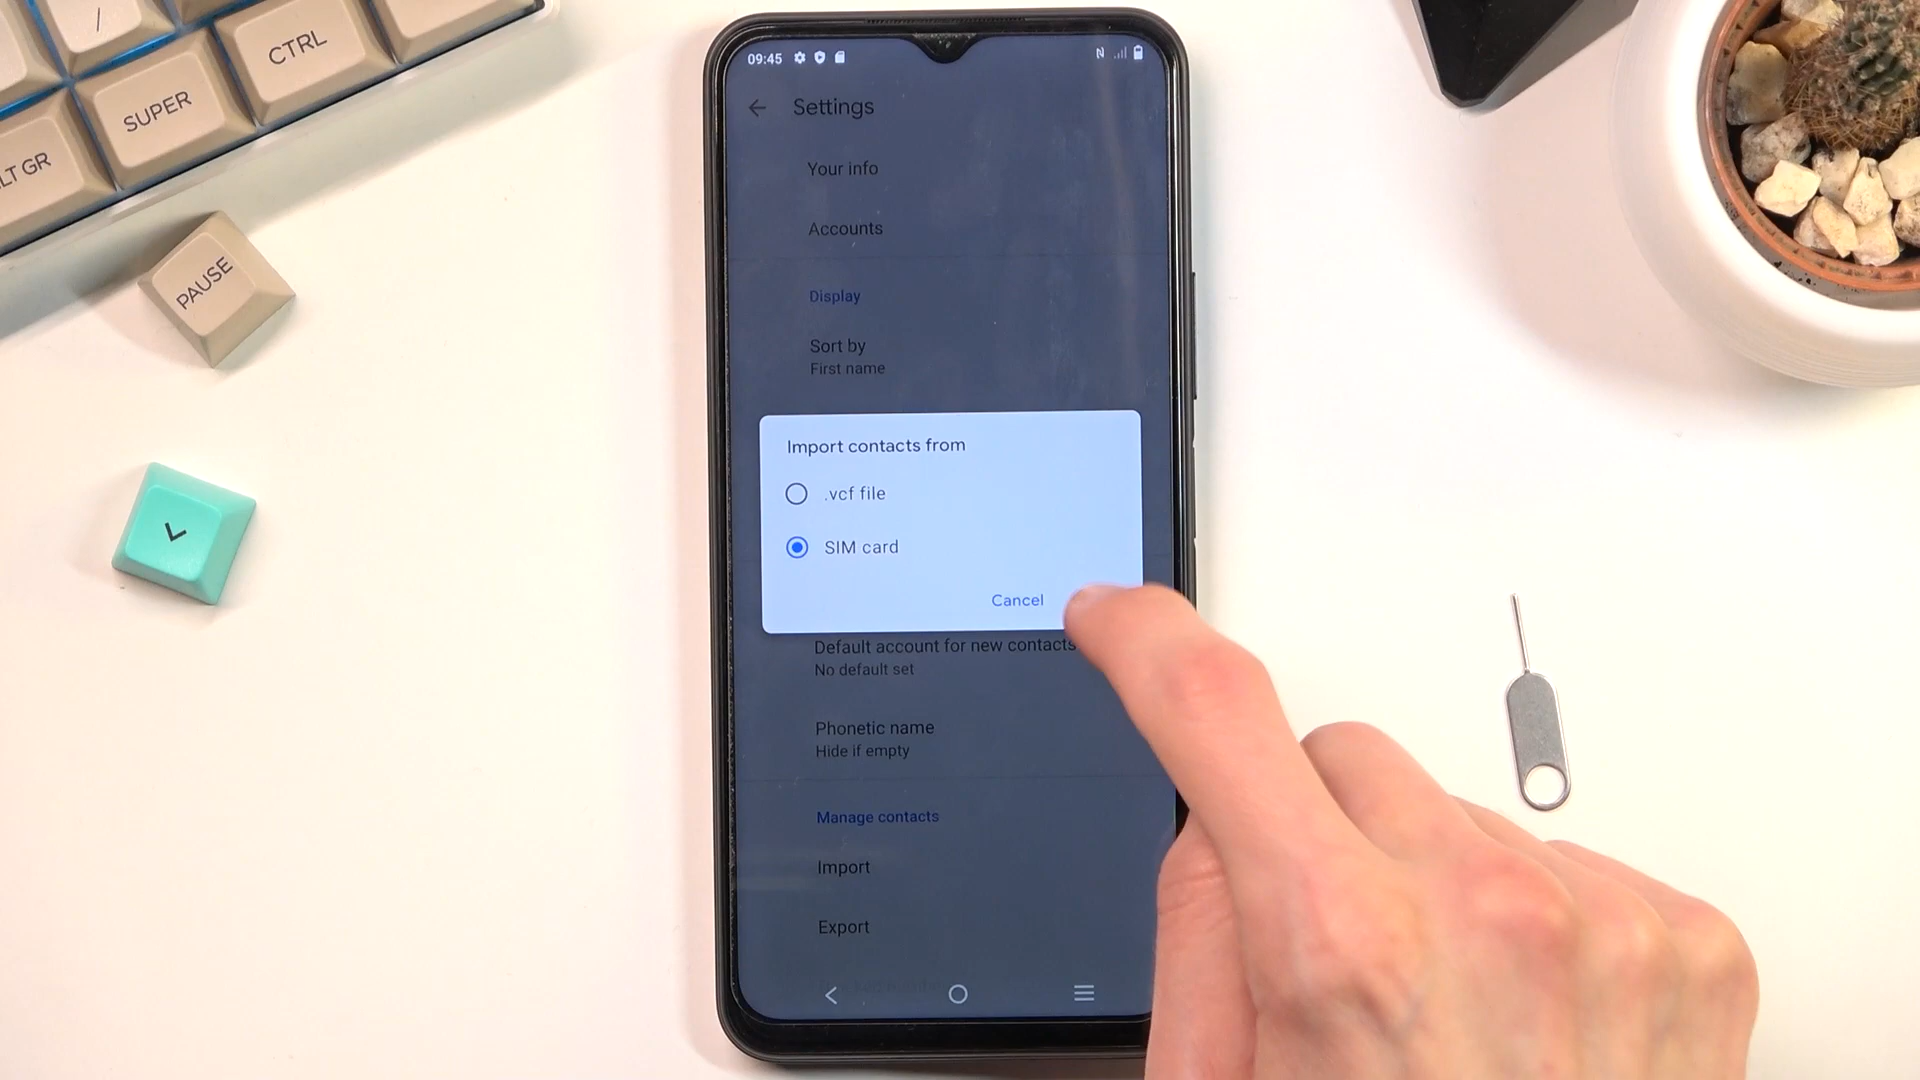 /
CTRL
SUPER
LT GR
PAUSE
09:45
Settings
Your info
Accounts
Display
Sort by
First name
Import contacts from
.vcf file
SIM card
Cancel
Default account for new contacts
No default set
Phonetic name
Hide if empty
Manage contacts
Import
Export